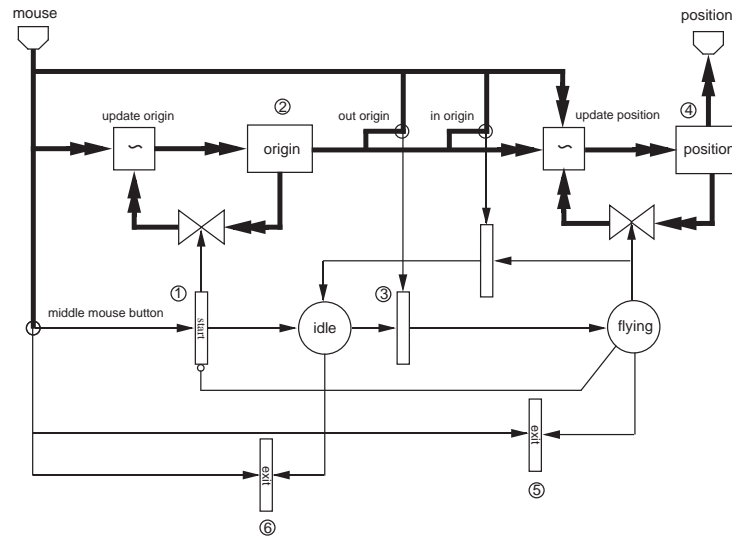 mouse
position
update origin
②
out origin
in origin
update position
④
~
origin
~
position
①
③
middle mouse button
start
idle
flying
exit
exit
⑤
⑥